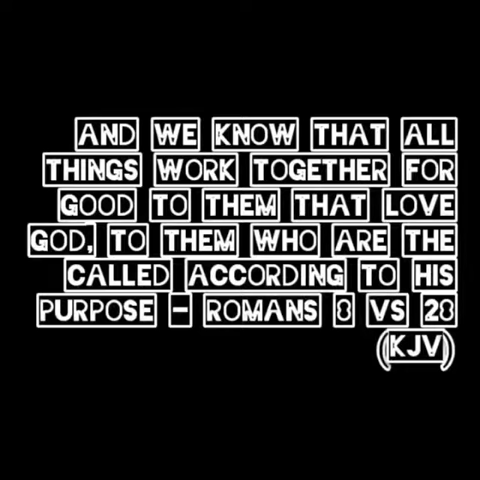 AND WE KNOW THAT ALL
THINGS WORK TOGETHER FOR
GOOD TO THEM THAT LOVE
GOD, TO THEM WHO ARE THE
CALLED ACCORDING TO HIS
PURPOSE - ROMANS 8 VS 28
(KJV)